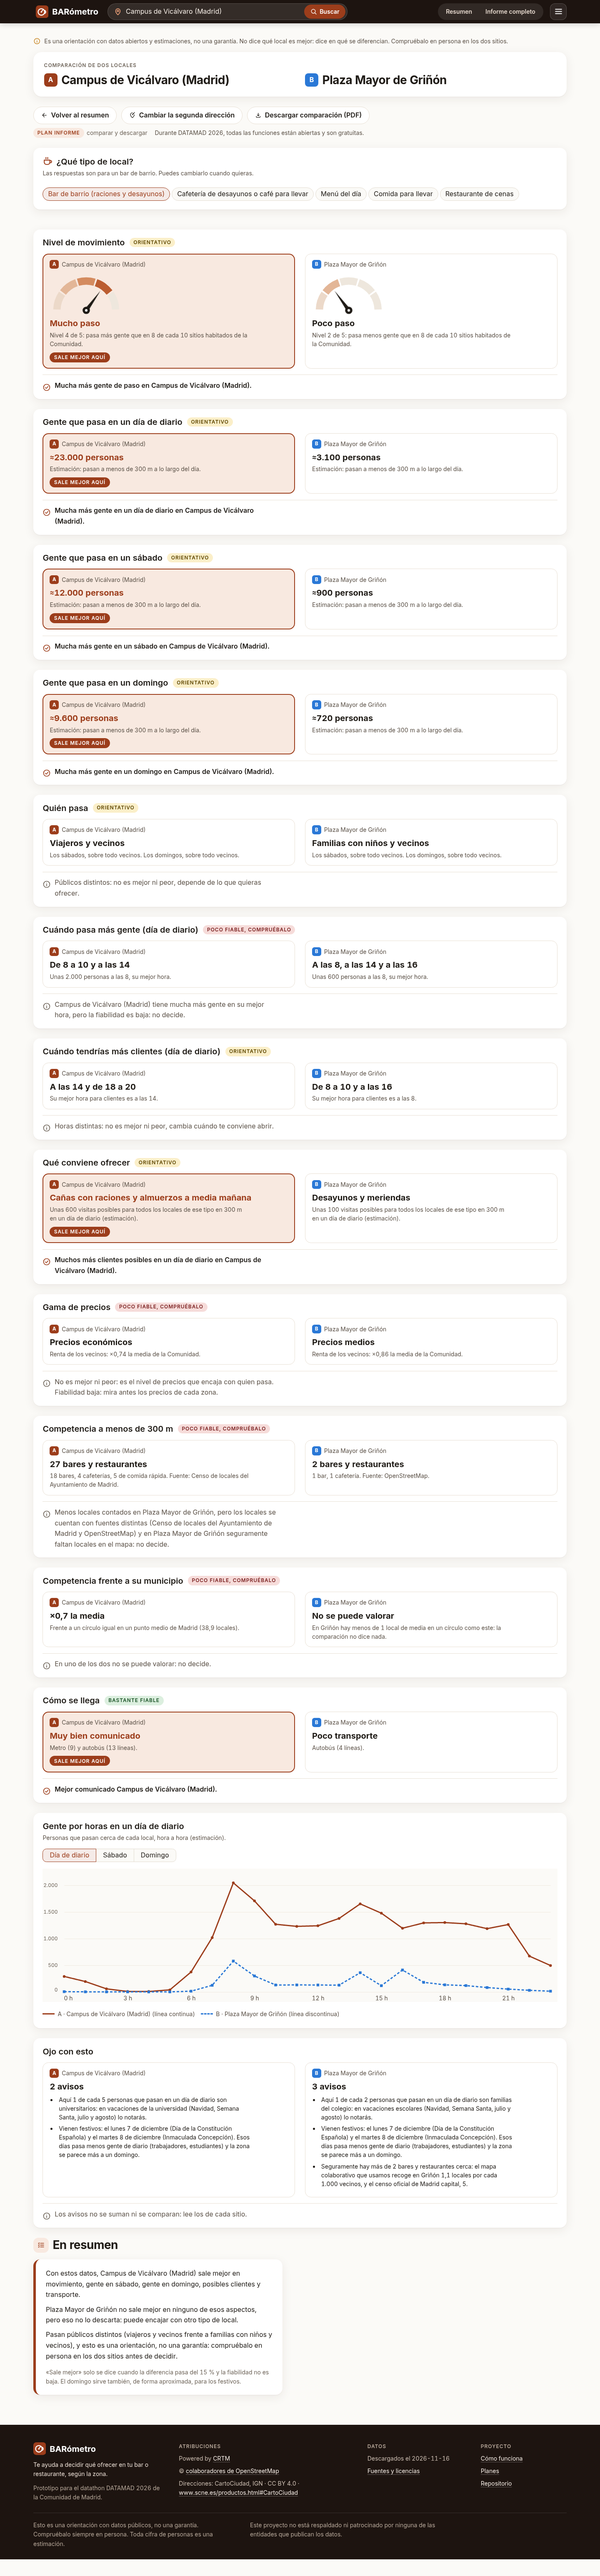 BARómetro
Campus de Vicálvaro (Madrid)
Buscar
Resumen
Informe completo
Es una orientación con datos abiertos y estimaciones, no una garantía. No dice qué local es mejor: dice en qué se diferencian. Compruébalo en persona en los dos sitios.
COMPARACIÓN DE DOS LOCALES
A Campus de Vicálvaro (Madrid)
B Plaza Mayor de Griñón
Volver al resumen
Cambiar la segunda dirección
Descargar comparación (PDF)
PLAN INFORME comparar y descargar Durante DATAMAD 2026, todas las funciones están abiertas y son gratuitas.
¿Qué tipo de local?
Las respuestas son para un bar de barrio. Puedes cambiarlo cuando quieras.
Bar de barrio (raciones y desayunos)
Cafetería de desayunos o café para llevar
Menú del día
Comida para llevar
Restaurante de cenas
Nivel de movimiento ORIENTATIVO
A Campus de Vicálvaro (Madrid)
Mucho paso
Nivel 4 de 5: pasa más gente que en 8 de cada 10 sitios habitados de la
Comunidad.
SALE MEJOR AQUÍ
B Plaza Mayor de Griñón
Poco paso
Nivel 2 de 5: pasa menos gente que en 8 de cada 10 sitios habitados de
la Comunidad.
Mucha más gente de paso en Campus de Vicálvaro (Madrid).
Gente que pasa en un día de diario ORIENTATIVO
A Campus de Vicálvaro (Madrid)
≈23.000 personas
Estimación: pasan a menos de 300 m a lo largo del día.
SALE MEJOR AQUÍ
B Plaza Mayor de Griñón
≈3.100 personas
Estimación: pasan a menos de 300 m a lo largo del día.
Mucha más gente en un día de diario en Campus de Vicálvaro
(Madrid).
Gente que pasa en un sábado ORIENTATIVO
A Campus de Vicálvaro (Madrid)
≈12.000 personas
Estimación: pasan a menos de 300 m a lo largo del día.
SALE MEJOR AQUÍ
B Plaza Mayor de Griñón
≈900 personas
Estimación: pasan a menos de 300 m a lo largo del día.
Mucha más gente en un sábado en Campus de Vicálvaro (Madrid).
Gente que pasa en un domingo ORIENTATIVO
A Campus de Vicálvaro (Madrid)
≈9.600 personas
Estimación: pasan a menos de 300 m a lo largo del día.
SALE MEJOR AQUÍ
B Plaza Mayor de Griñón
≈720 personas
Estimación: pasan a menos de 300 m a lo largo del día.
Mucha más gente en un domingo en Campus de Vicálvaro (Madrid).
Quién pasa ORIENTATIVO
A Campus de Vicálvaro (Madrid)
Viajeros y vecinos
Los sábados, sobre todo vecinos. Los domingos, sobre todo vecinos.
B Plaza Mayor de Griñón
Familias con niños y vecinos
Los sábados, sobre todo vecinos. Los domingos, sobre todo vecinos.
Públicos distintos: no es mejor ni peor, depende de lo que quieras
ofrecer.
Cuándo pasa más gente (día de diario) POCO FIABLE, COMPRUÉBALO
A Campus de Vicálvaro (Madrid)
De 8 a 10 y a las 14
Unas 2.000 personas a las 8, su mejor hora.
B Plaza Mayor de Griñón
A las 8, a las 14 y a las 16
Unas 600 personas a las 8, su mejor hora.
Campus de Vicálvaro (Madrid) tiene mucha más gente en su mejor
hora, pero la fiabilidad es baja: no decide.
Cuándo tendrías más clientes (día de diario) ORIENTATIVO
A Campus de Vicálvaro (Madrid)
A las 14 y de 18 a 20
Su mejor hora para clientes es a las 14.
B Plaza Mayor de Griñón
De 8 a 10 y a las 16
Su mejor hora para clientes es a las 8.
Horas distintas: no es mejor ni peor, cambia cuándo te conviene abrir.
Qué conviene ofrecer ORIENTATIVO
A Campus de Vicálvaro (Madrid)
Cañas con raciones y almuerzos a media mañana
Unas 600 visitas posibles para todos los locales de ese tipo en 300 m
en un día de diario (estimación).
SALE MEJOR AQUÍ
B Plaza Mayor de Griñón
Desayunos y meriendas
Unas 100 visitas posibles para todos los locales de ese tipo en 300 m
en un día de diario (estimación).
Muchos más clientes posibles en un día de diario en Campus de
Vicálvaro (Madrid).
Gama de precios POCO FIABLE, COMPRUÉBALO
A Campus de Vicálvaro (Madrid)
Precios económicos
Renta de los vecinos: ×0,74 la media de la Comunidad.
B Plaza Mayor de Griñón
Precios medios
Renta de los vecinos: ×0,86 la media de la Comunidad.
No es mejor ni peor: es el nivel de precios que encaja con quien pasa.
Fiabilidad baja: mira antes los precios de cada zona.
Competencia a menos de 300 m POCO FIABLE, COMPRUÉBALO
A Campus de Vicálvaro (Madrid)
27 bares y restaurantes
18 bares, 4 cafeterías, 5 de comida rápida. Fuente: Censo de locales del
Ayuntamiento de Madrid.
B Plaza Mayor de Griñón
2 bares y restaurantes
1 bar, 1 cafetería. Fuente: OpenStreetMap.
Menos locales contados en Plaza Mayor de Griñón, pero los locales se
cuentan con fuentes distintas (Censo de locales del Ayuntamiento de
Madrid y OpenStreetMap) y en Plaza Mayor de Griñón seguramente
faltan locales en el mapa: no decide.
Competencia frente a su municipio POCO FIABLE, COMPRUÉBALO
A Campus de Vicálvaro (Madrid)
×0,7 la media
Frente a un círculo igual en un punto medio de Madrid (38,9 locales).
B Plaza Mayor de Griñón
No se puede valorar
En Griñón hay menos de 1 local de media en un círculo como este: la
comparación no dice nada.
En uno de los dos no se puede valorar: no decide.
Cómo se llega BASTANTE FIABLE
A Campus de Vicálvaro (Madrid)
Muy bien comunicado
Metro (9) y autobús (13 líneas).
SALE MEJOR AQUÍ
B Plaza Mayor de Griñón
Poco transporte
Autobús (4 líneas).
Mejor comunicado Campus de Vicálvaro (Madrid).
Gente por horas en un día de diario
Personas que pasan cerca de cada local, hora a hora (estimación).
Día de diario
Sábado
Domingo
2.000
1.500
1.000
500
0
0 h 3 h 6 h 9 h 12 h 15 h 18 h 21 h
A · Campus de Vicálvaro (Madrid) (línea continua)
B · Plaza Mayor de Griñón (línea discontinua)
Ojo con esto
A Campus de Vicálvaro (Madrid)
2 avisos
• Aquí 1 de cada 5 personas que pasan en un día de diario son
universitarios: en vacaciones de la universidad (Navidad, Semana
Santa, julio y agosto) lo notarás.
• Vienen festivos: el lunes 7 de diciembre (Día de la Constitución
Española) y el martes 8 de diciembre (Inmaculada Concepción). Esos
días pasa menos gente de diario (trabajadores, estudiantes) y la zona
se parece más a un domingo.
B Plaza Mayor de Griñón
3 avisos
• Aquí 1 de cada 2 personas que pasan en un día de diario son familias
del colegio: en vacaciones escolares (Navidad, Semana Santa, julio y
agosto) lo notarás.
• Vienen festivos: el lunes 7 de diciembre (Día de la Constitución
Española) y el martes 8 de diciembre (Inmaculada Concepción). Esos
días pasa menos gente de diario (trabajadores, estudiantes) y la zona
se parece más a un domingo.
• Seguramente hay más de 2 bares y restaurantes cerca: el mapa
colaborativo que usamos recoge en Griñón 1,1 locales por cada
1.000 vecinos, y el censo oficial de Madrid capital, 5.
Los avisos no se suman ni se comparan: lee los de cada sitio.
En resumen
Con estos datos, Campus de Vicálvaro (Madrid) sale mejor en
movimiento, gente en sábado, gente en domingo, posibles clientes y
transporte.
Plaza Mayor de Griñón no sale mejor en ninguno de esos aspectos,
pero eso no lo descarta: puede encajar con otro tipo de local.
Pasan públicos distintos (viajeros y vecinos frente a familias con niños y
vecinos), y esto es una orientación, no una garantía: compruébalo en
persona en los dos sitios antes de decidir.
«Sale mejor» solo se dice cuando la diferencia pasa del 15 % y la fiabilidad no es
baja. El domingo sirve también, de forma aproximada, para los festivos.
BARómetro
Te ayuda a decidir qué ofrecer en tu bar o
restaurante, según la zona.
Prototipo para el datathon DATAMAD 2026 de
la Comunidad de Madrid.
ATRIBUCIONES
Powered by CRTM
© colaboradores de OpenStreetMap
Direcciones: CartoCiudad, IGN · CC BY 4.0 ·
www.scne.es/productos.html#CartoCiudad
DATOS
Descargados el 2026-11-16
Fuentes y licencias
PROYECTO
Cómo funciona
Planes
Repositorio
Esto es una orientación con datos públicos, no una garantía.
Compruébalo siempre en persona. Toda cifra de personas es una
estimación.
Este proyecto no está respaldado ni patrocinado por ninguna de las
entidades que publican los datos.